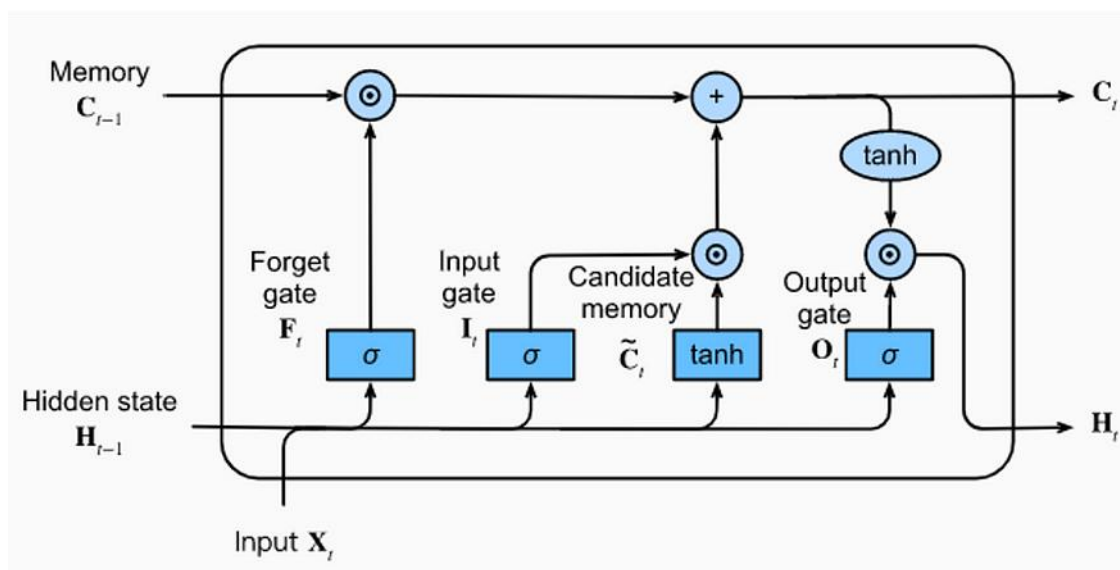 Memory
C_{t-1}
⊙
+
C_t
tanh
Forget
gate
F_t
Input
gate
I_t
Candidate
memory
C̃_t
⊙
Output
gate
O_t
⊙
σ
σ
tanh
σ
Hidden state
H_{t-1}
H_t
Input X_t